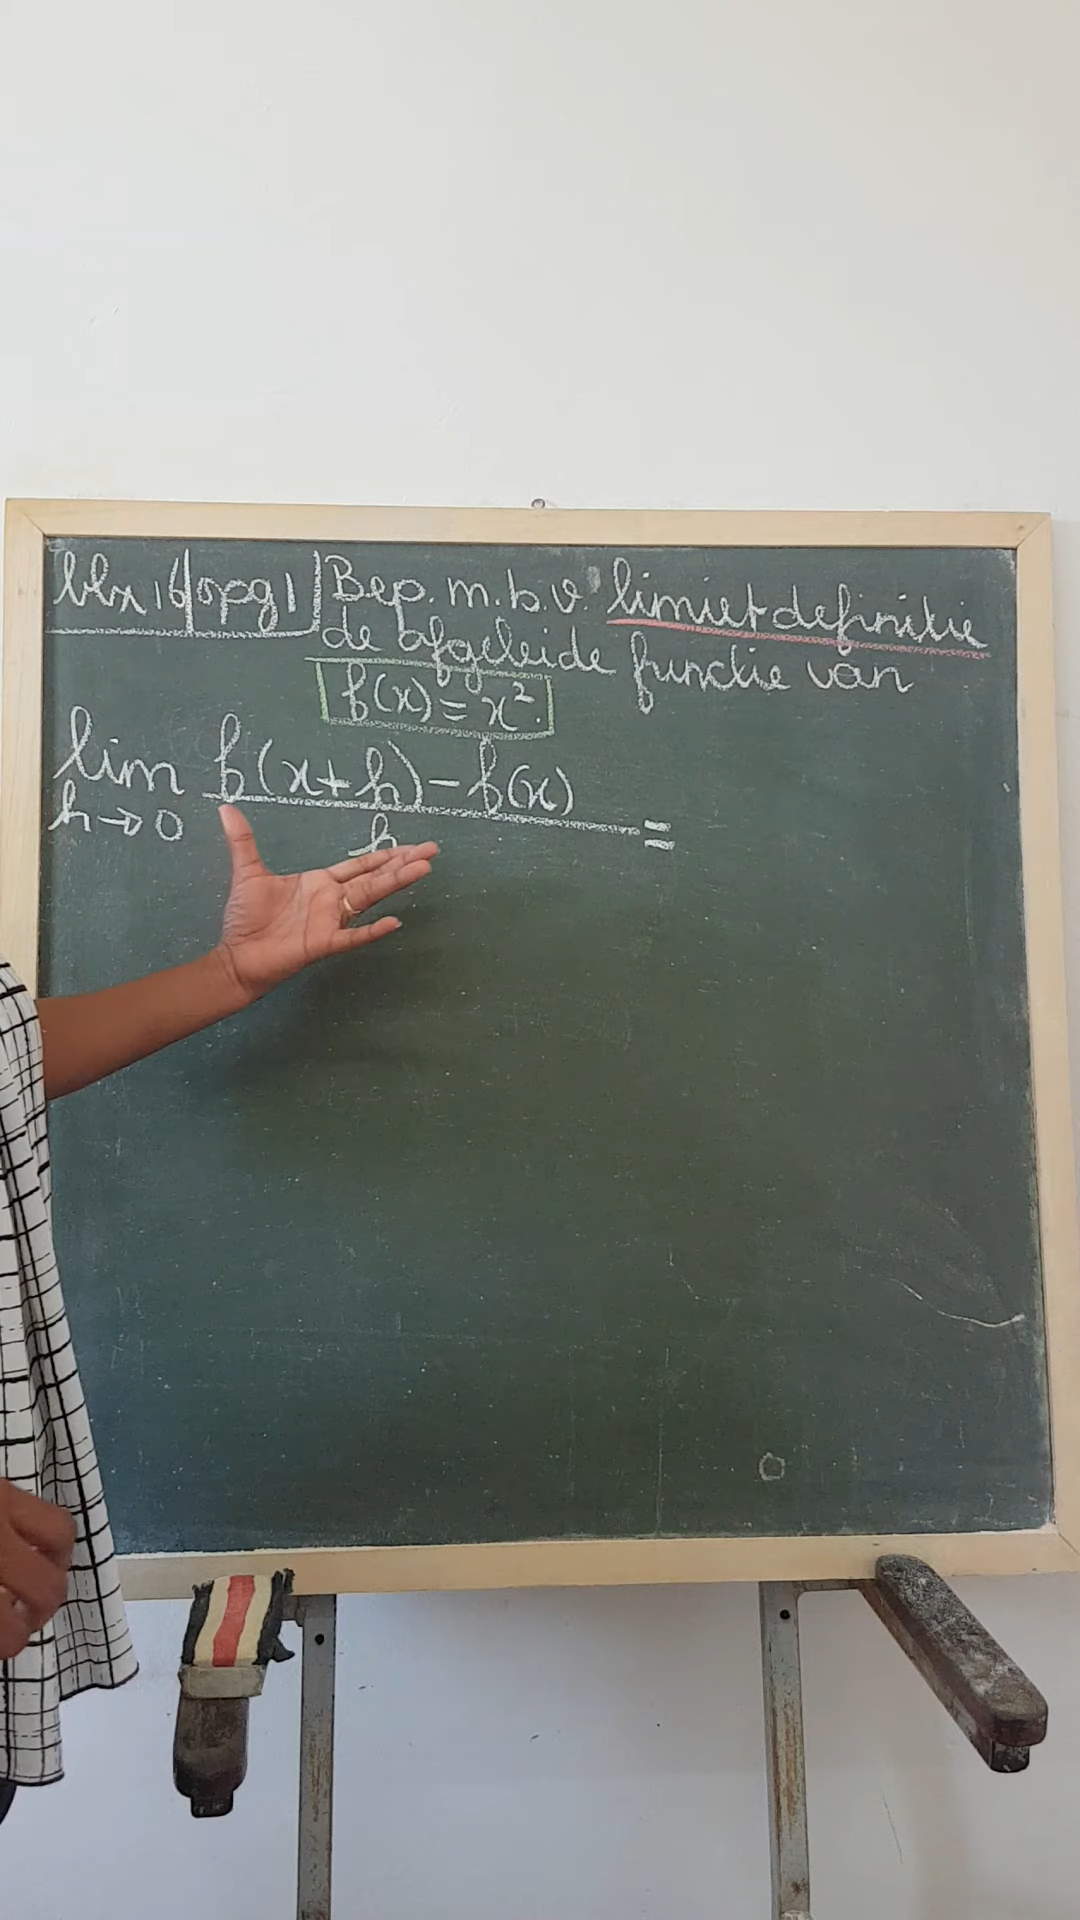 blz 16 opg 1 Bep. m.b.v. limietdefinitie
de afgeleide functie van
f(x) = x².
lim f(x+h) - f(x)
h→0 h =